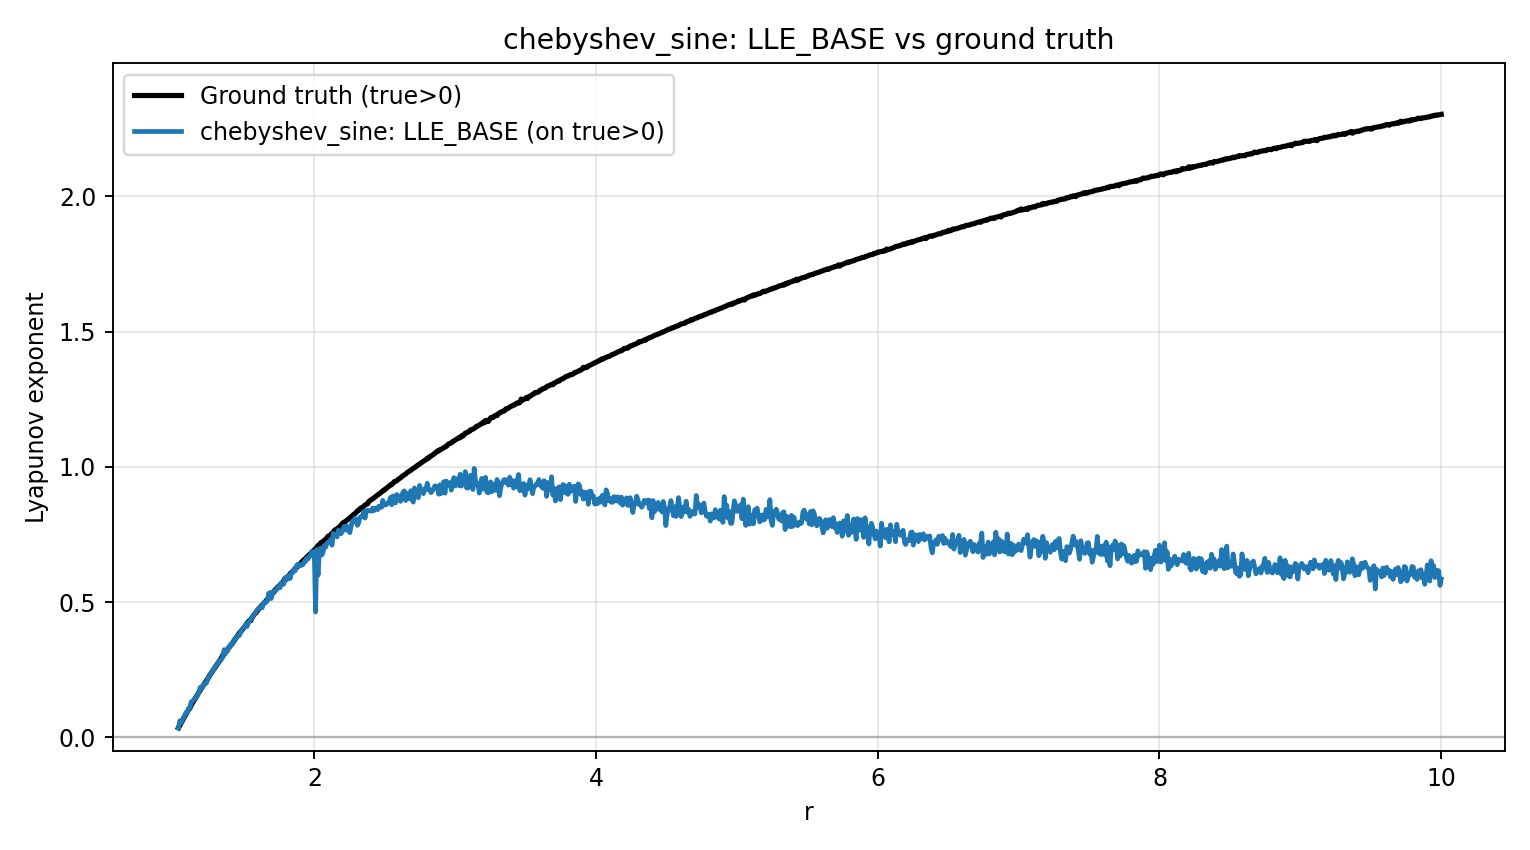 chebyshev_sine: LLE_BASE vs ground truth
Ground truth (true>0)
chebyshev_sine: LLE_BASE (on true>0)
Lyapunov exponent
2.0
1.5
1.0
0.5
0.0
2 4 6 8 10
r